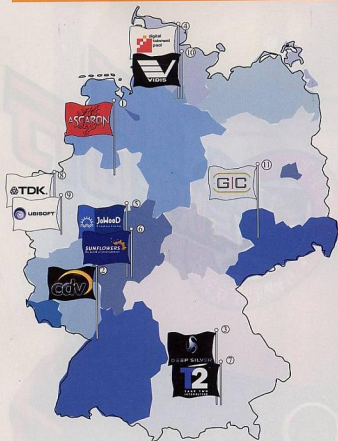 ④
digital
tainment
pool
⑩
VIDIS
①
ASCARON
⑧
TDK.
⑨
UBISOFT
⑪
G|C
⑤
JoWooD
⑥
SUNFLOWERS
②
cdv
③
DEEP SILVER
⑦
T2
TAKE TWO
INTERACTIVE